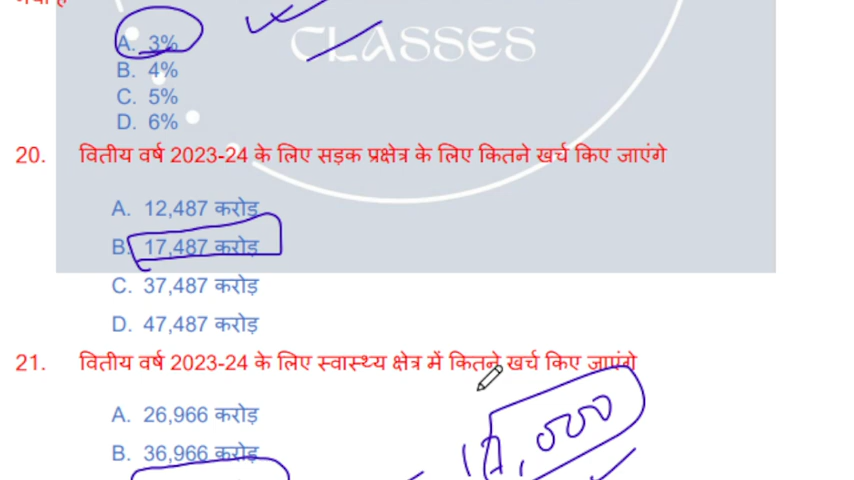 A. 3%
CLASSES
B. 4%
C. 5%
D. 6%
20. वितीय वर्ष 2023-24 के लिए सड़क प्रक्षेत्र के लिए कितने खर्च किए जाएंगे
A. 12,487 करोड़
B. 17,487 करोड़
C. 37,487 करोड़
D. 47,487 करोड़
21. वितीय वर्ष 2023-24 के लिए स्वास्थ्य क्षेत्र में कितने खर्च किए जाएंगे
A. 26,966 करोड़
B. 36,966 करोड़